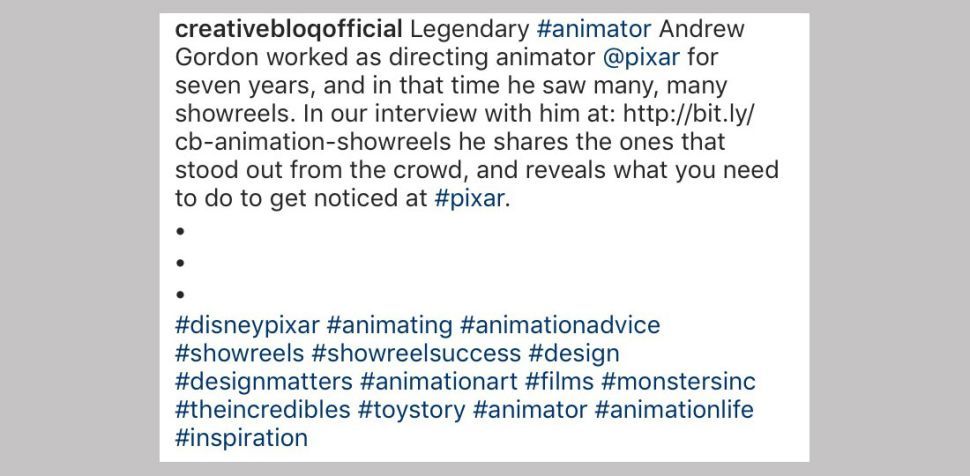 creativebloqofficial Legendary #animator Andrew
Gordon worked as directing animator @pixar for
seven years, and in that time he saw many, many
showreels. In our interview with him at: http://bit.ly/
cb-animation-showreels he shares the ones that
stood out from the crowd, and reveals what you need
to do to get noticed at #pixar.
•
•
•
#disneypixar #animating #animationadvice
#showreels #showreelsuccess #design
#designmatters #animationart #films #monstersinc
#theincredibles #toystory #animator #animationlife
#inspiration